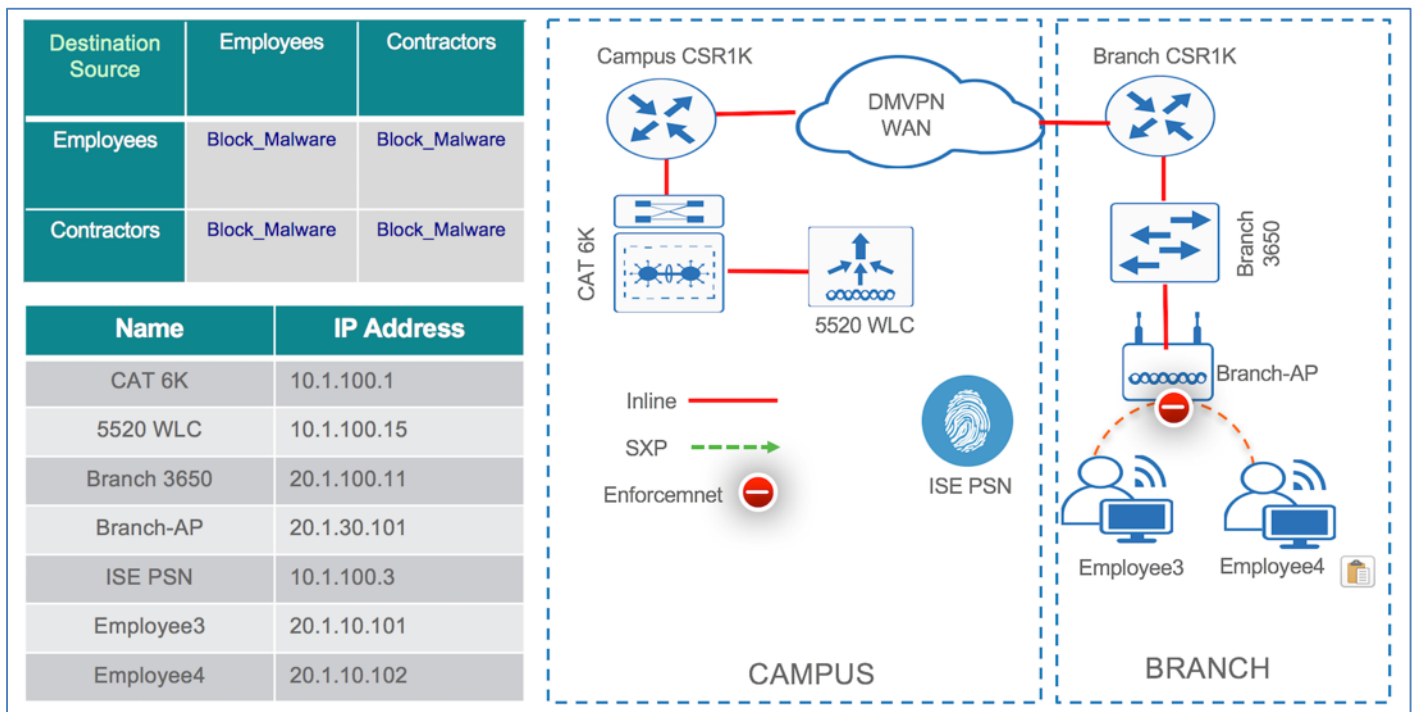 Destination
Source
Employees
Contractors
Employees
Block_Malware
Block_Malware
Contractors
Block_Malware
Block_Malware
Name
IP Address
CAT 6K
10.1.100.1
5520 WLC
10.1.100.15
Branch 3650
20.1.100.11
Branch-AP
20.1.30.101
ISE PSN
10.1.100.3
Employee3
20.1.10.101
Employee4
20.1.10.102
Campus CSR1K
DMVPN
WAN
CAT 6K
5520 WLC
Inline
SXP
Enforcemnet
ISE PSN
CAMPUS
Branch CSR1K
Branch
3650
Branch-AP
Employee3
Employee4
BRANCH